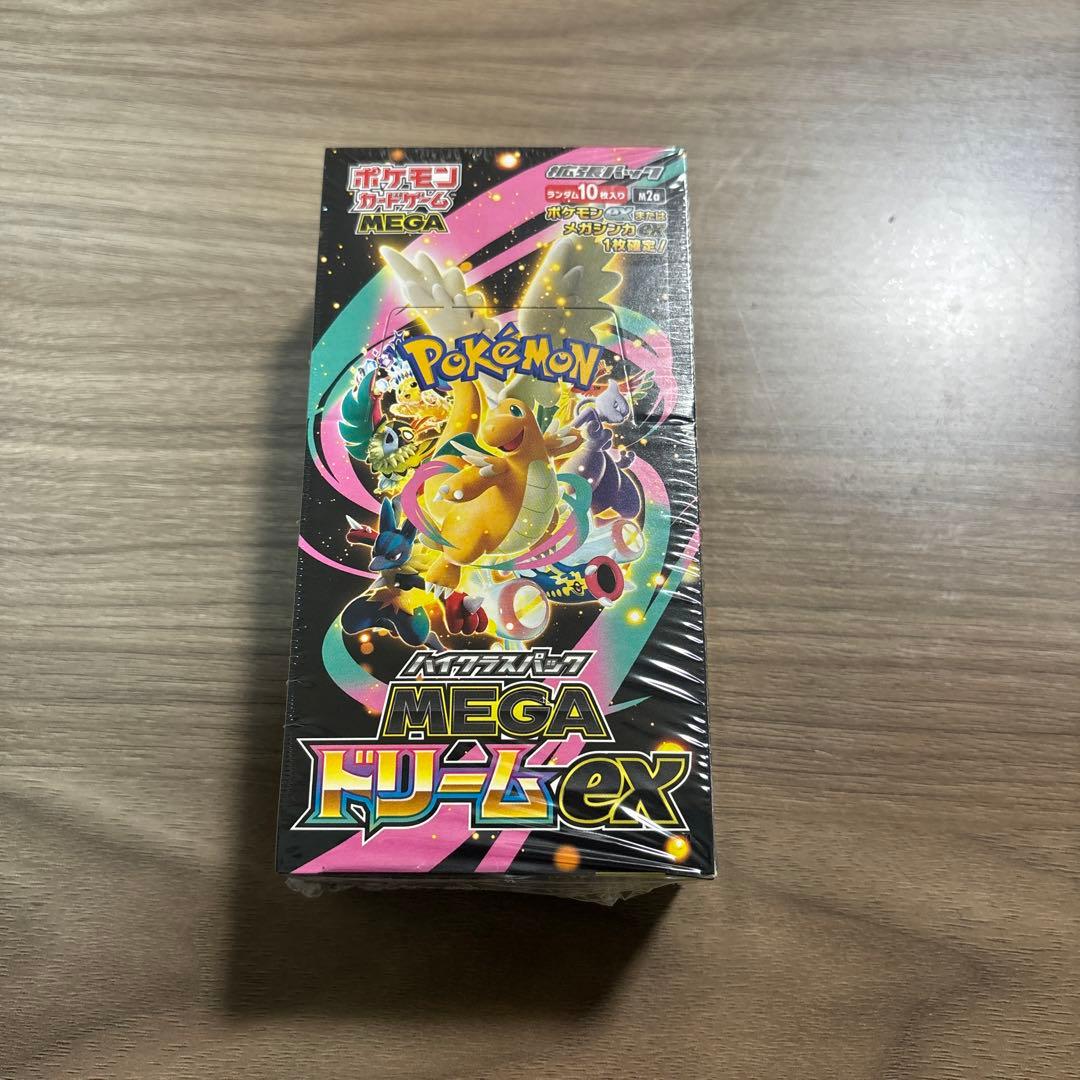 ポケモン
カードゲーム
MEGA
拡張パック
ランダム10枚入り M2a
ポケモンexまたは
メガシンカex
1枚確定!
POKÉMON
TM
ハイクラスパック
MEGA
ドリームex